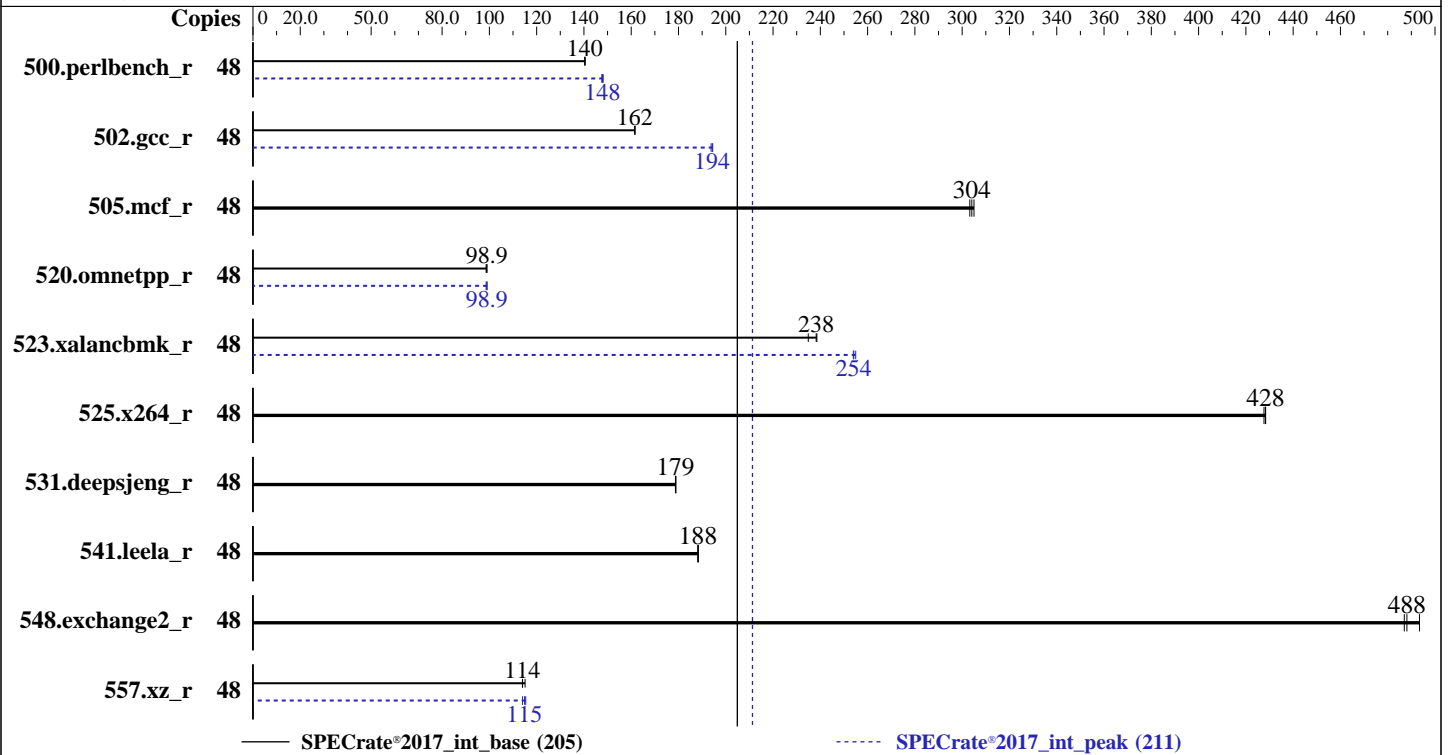 Copies 0 20.0 50.0 80.0 100 120 140 160 180 200 220 240 260 280 300 320 340 360 380 400 420 440 460 500
140
500.perlbench_r 48
148
162
502.gcc_r 48
194
304
505.mcf_r 48
98.9
520.omnetpp_r 48
98.9
238
523.xalancbmk_r 48
254
428
525.x264_r 48
179
531.deepsjeng_r 48
188
541.leela_r 48
488
548.exchange2_r 48
114
557.xz_r 48
115
SPECrate®2017_int_base (205) SPECrate®2017_int_peak (211)